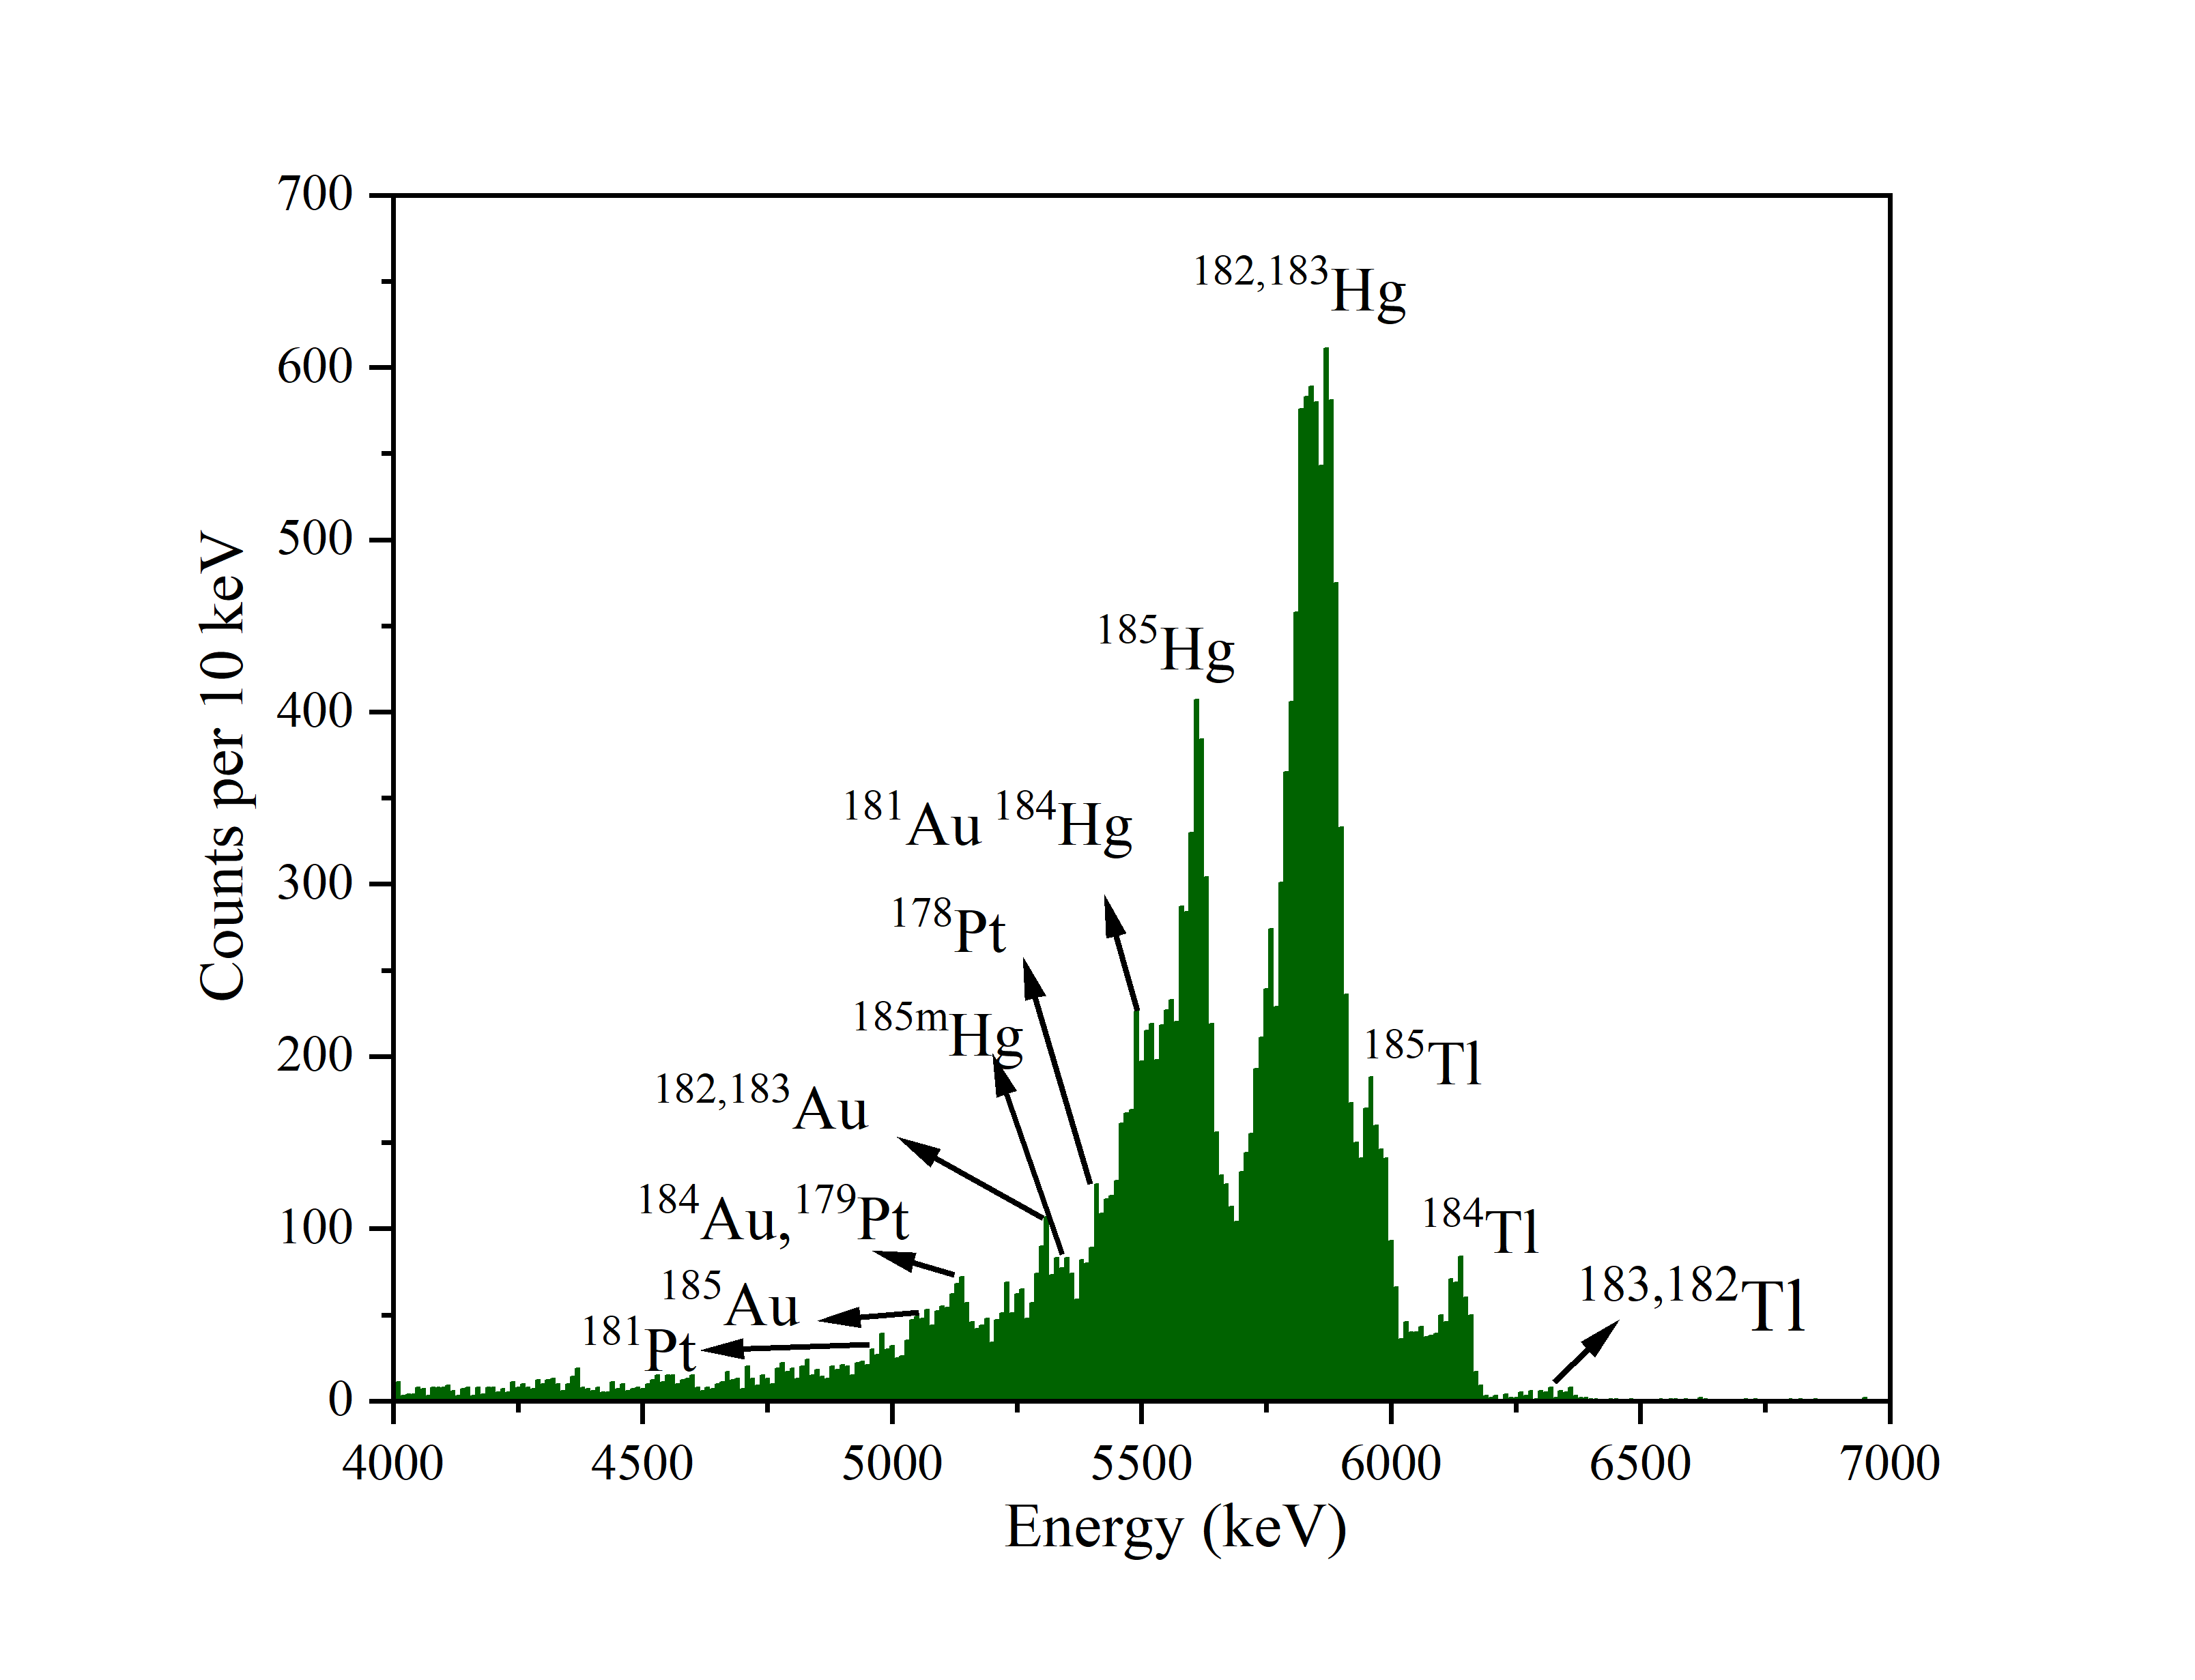 700
600
500
400
300
200
100
0
Counts per 10 keV
182,183Hg
185Hg
181Au 184Hg
178Pt
185mHg
182,183Au
184Au, 179Pt
185Au
181Pt
185Tl
184Tl
183,182Tl
4000 4500 5000 5500 6000 6500 7000
Energy (keV)